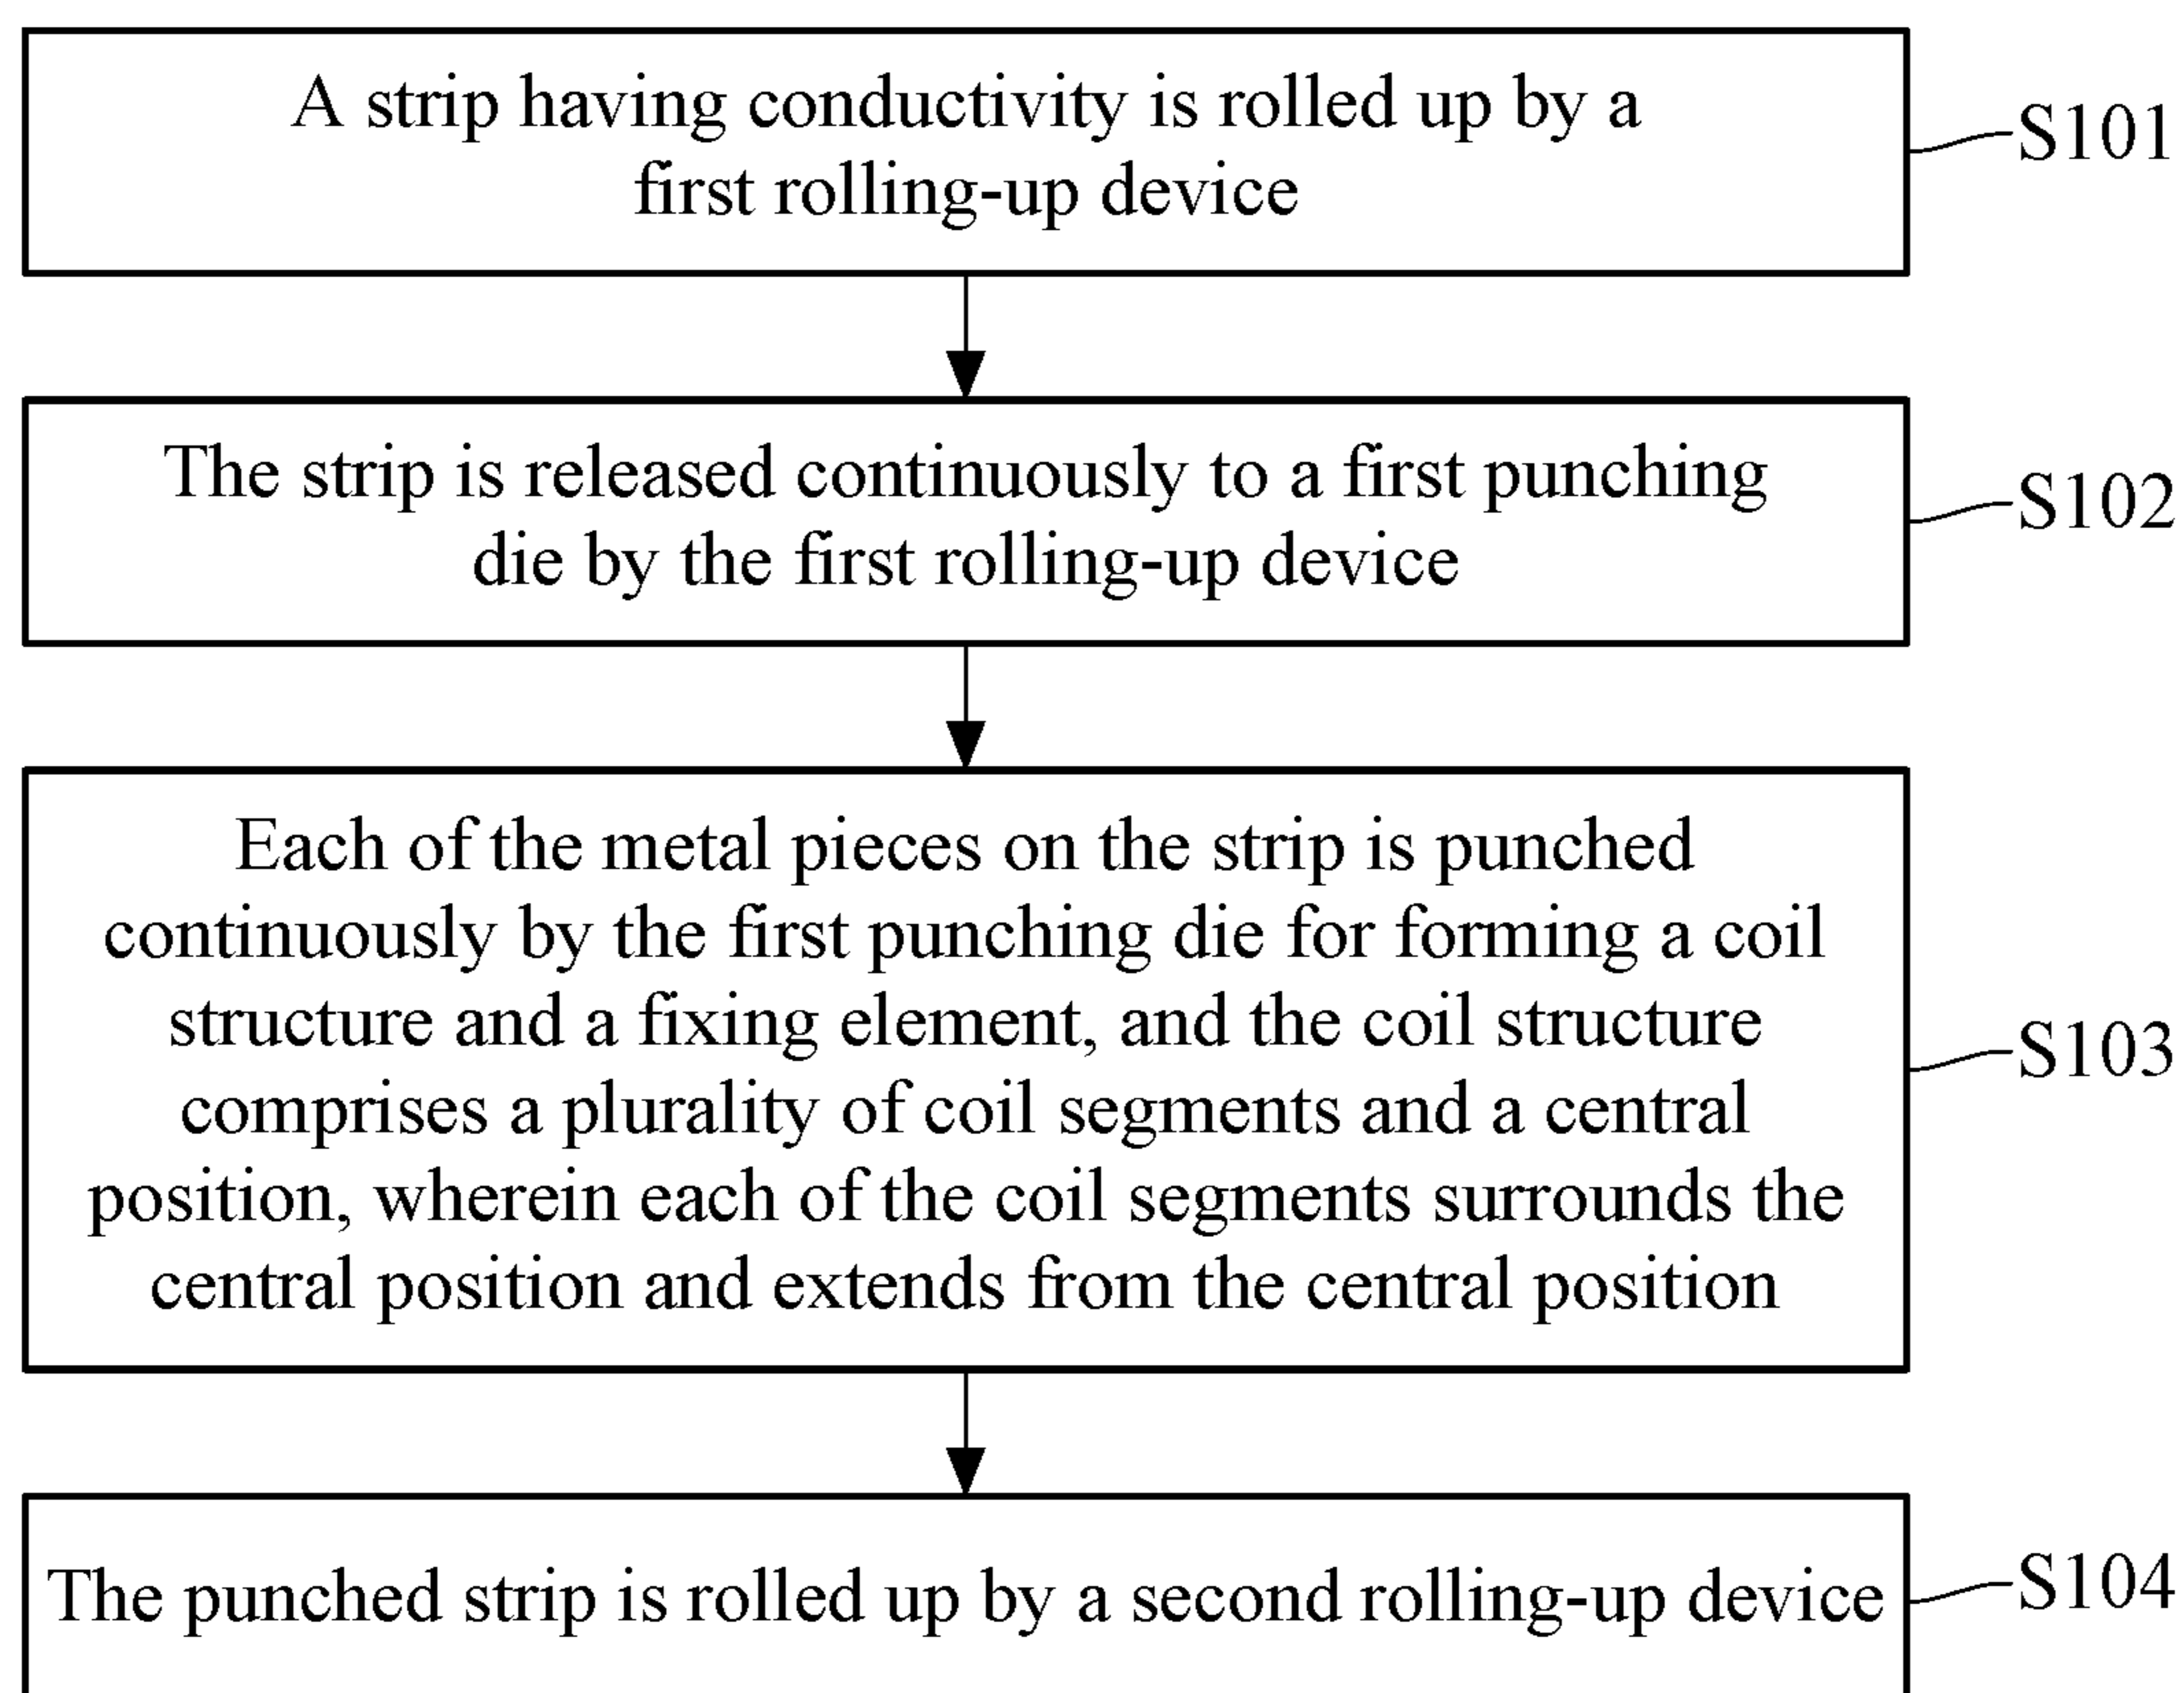 A strip having conductivity is rolled up by a
first rolling-up device
S101
The strip is released continuously to a first punching
die by the first rolling-up device
S102
Each of the metal pieces on the strip is punched
continuously by the first punching die for forming a coil
structure and a fixing element, and the coil structure
comprises a plurality of coil segments and a central
position, wherein each of the coil segments surrounds the
central position and extends from the central position
S103
The punched strip is rolled up by a second rolling-up device
S104